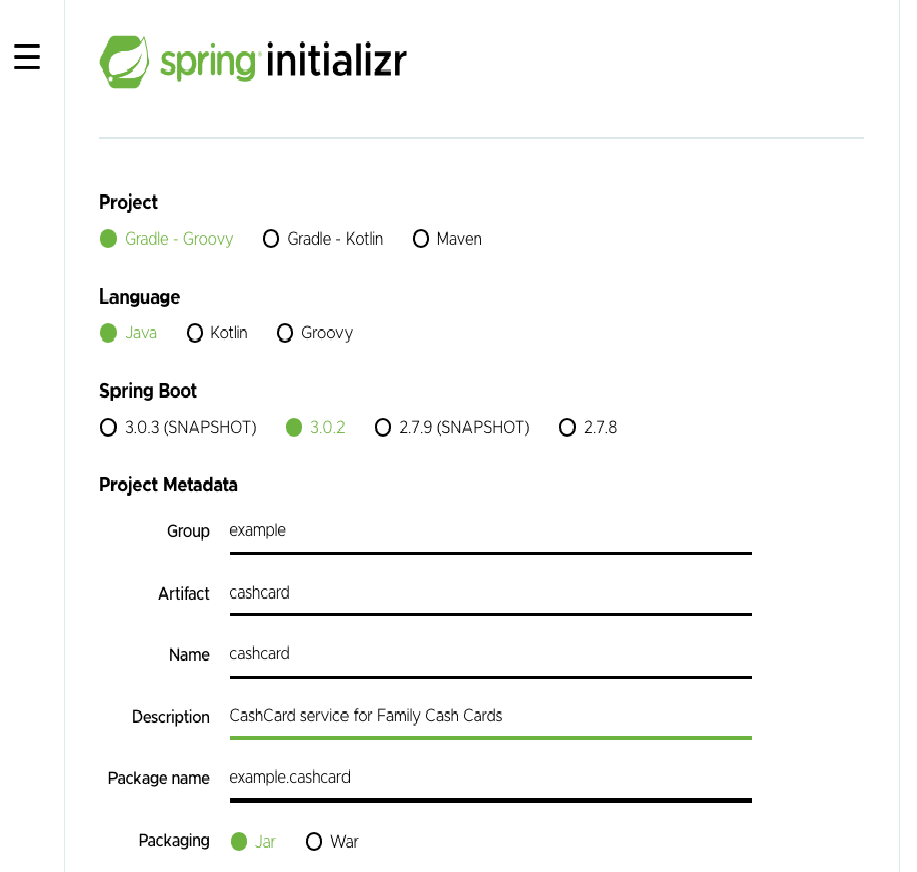 spring initializr
Project
Gradle - Groovy Gradle - Kotlin Maven
Language
Java Kotlin Groovy
Spring Boot
3.0.3 (SNAPSHOT) 3.0.2 2.7.9 (SNAPSHOT) 2.7.8
Project Metadata
Group example
Artifact cashcard
Name cashcard
Description CashCard service for Family Cash Cards
Package name example.cashcard
Packaging Jar War